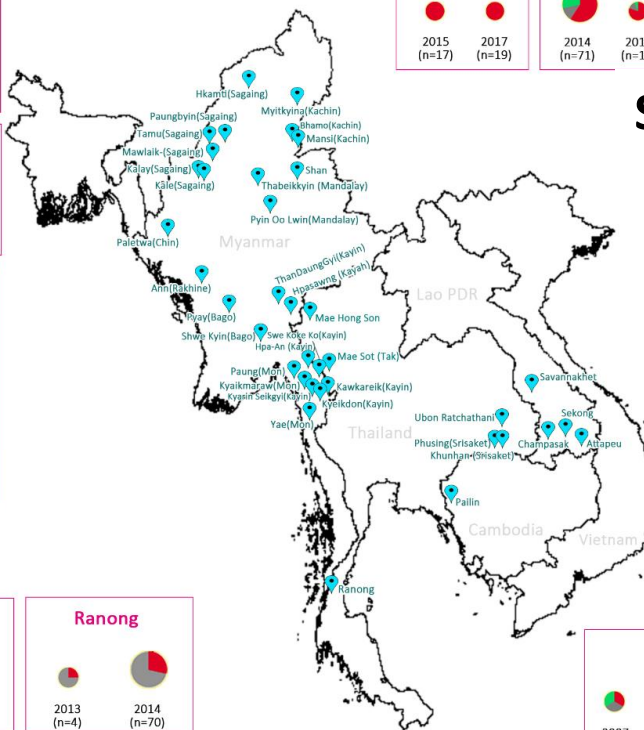 2015
(n=17)
2017
(n=19)
2014
(n=71)
Hkamti(Sagaing)
Myitkyina(Kachin)
Paungbyin(Sagaing)
Bhamo(Kachin)
Tamu(Sagaing)
Mansi(Kachin)
Mawlaik-(Sagaing)
Kalay(Sagaing)
Shan
Kale(Sagaing)
Thabeikkyin (Mandalay)
Pyin Oo Lwin(Mandalay)
Paletwa(Chin)
Myanmar
ThanDaungGyi(Kayin)
Hpasawng (Kayah)
Ann(Rakhine)
Lao PDR
Pyay(Bago)
Mae Hong Son
Shwe Kyin(Bago)
Swe Koke Ko(Kayin)
Hpa-An (Kayin)
Mae Sot (Tak)
Paung(Mon)
Savannakhet
Kyaikmaraw(Mon)
Kawkareik(Kayin)
Kyasin Seikgyi(Kayin)
Kyeikdon(Kayin)
Yae(Mon)
Ubon Ratchathani
Sekong
Thailand
Phusing(Srisaket)
Champasak
Attapeu
Khunhan (Srisaket)
Pailin
Cambodia
Vietnam
Ranong
Ranong
2013
(n=4)
2014
(n=70)